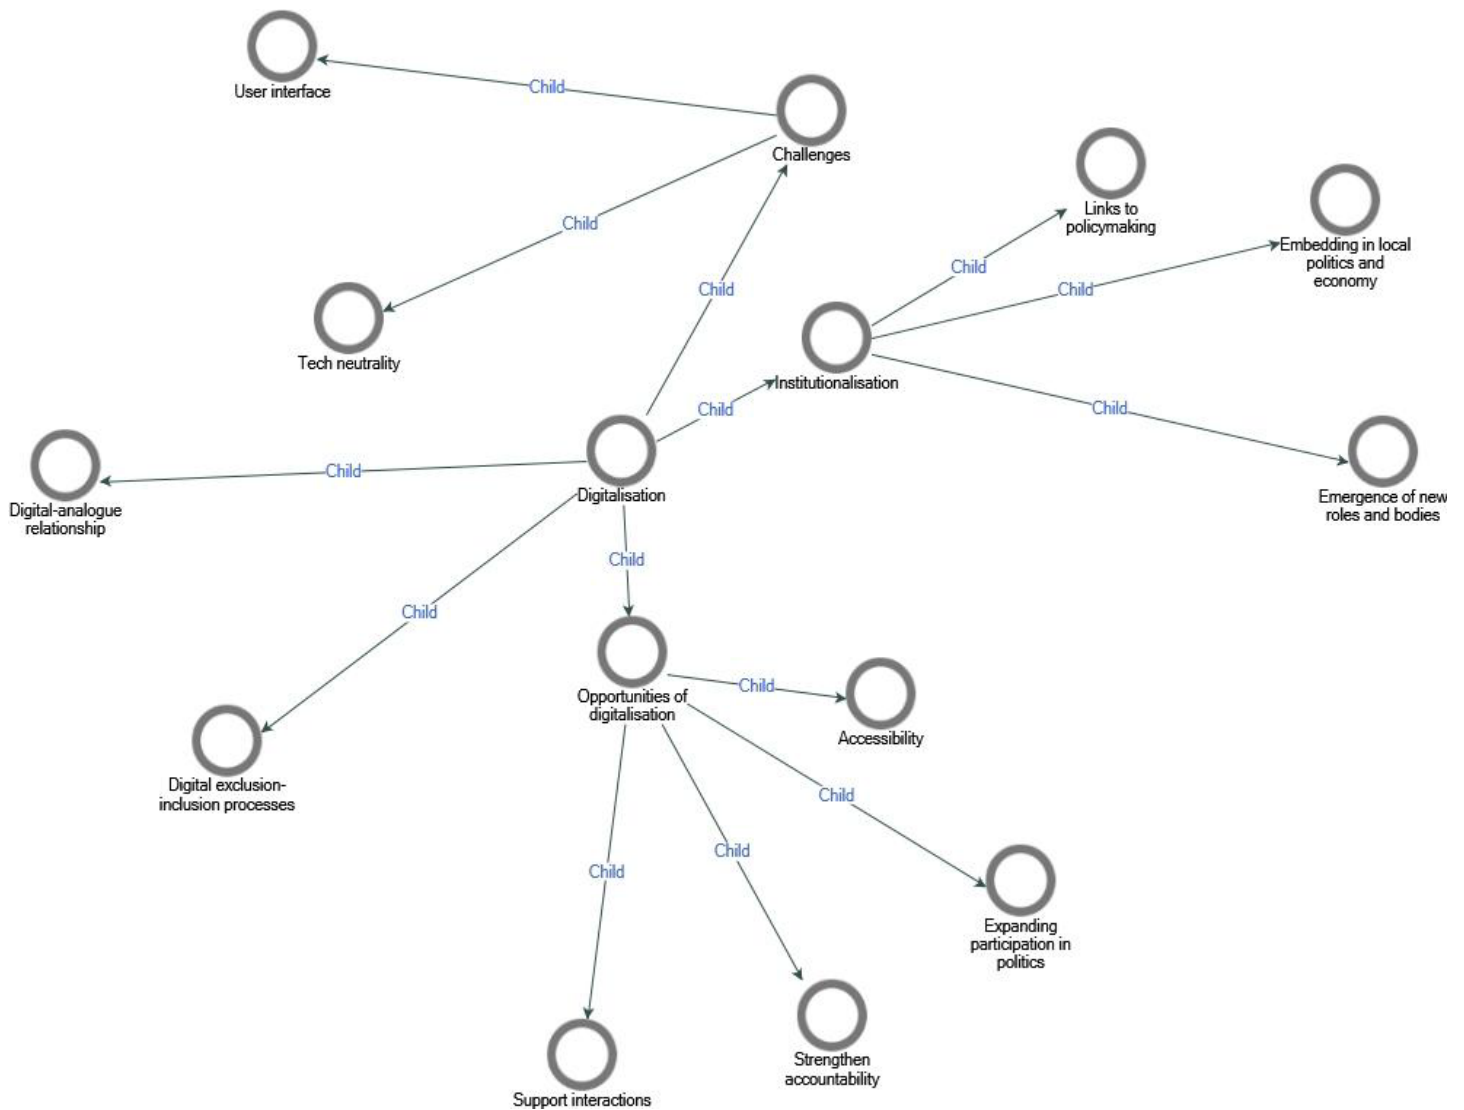 User interface
Child
Challenges
Child
Links to
policymaking
Embedding in local
politics and
economy
Child
Child
Child
Tech neutrality
Institutionalisation
Child
Child
Digital-analogue
relationship
Child
Digitalisation
Emergence of new
roles and bodies
Child
Child
Opportunities of
digitalisation
Child
Accessibility
Digital exclusion-
inclusion processes
Child
Child
Child
Expanding
participation in
politics
Strengthen
accountability
Support interactions